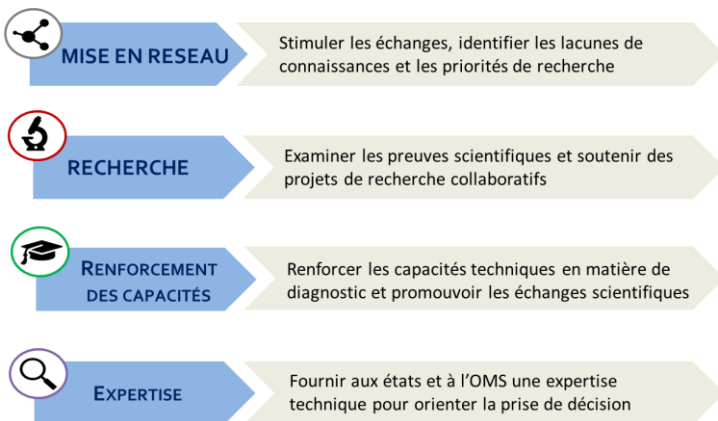 MISE EN RESEAU
Stimuler les échanges, identifier les lacunes de
connaissances et les priorités de recherche
RECHERCHE
Examiner les preuves scientifiques et soutenir des
projets de recherche collaboratifs
RENFORCEMENT
DES CAPACITÉS
Renforcer les capacités techniques en matière de
diagnostic et promouvoir les échanges scientifiques
EXPERTISE
Fournir aux états et à l’OMS une expertise
technique pour orienter la prise de décision